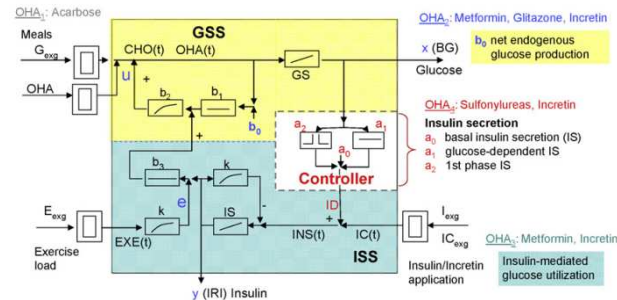 OHA1: Acarbose
Meals
Gexg
OHA
GSS
CHO(t)
OHA(t)
u
+
b2
b1
b0
GS
x (BG)
Glucose
OHA2: Metformin, Glitazone, Incretin
b0 net endogenous
glucose production
+
a2
a1
a0
Controller
OHA4: Sulfonylureas, Incretin
Insulin secretion
a0 basal insulin secretion (IS)
a1 glucose-dependent IS
a2 1st phase IS
b3
k
e
-
ID
Eexg
k
IS
+
EXE(t)
INS(t)
IC(t)
Iexg
ICexg
Exercise
load
ISS
Insulin/Incretin
application
y (IRI) Insulin
OHA3: Metformin, Incretin
Insulin-mediated
glucose utilization